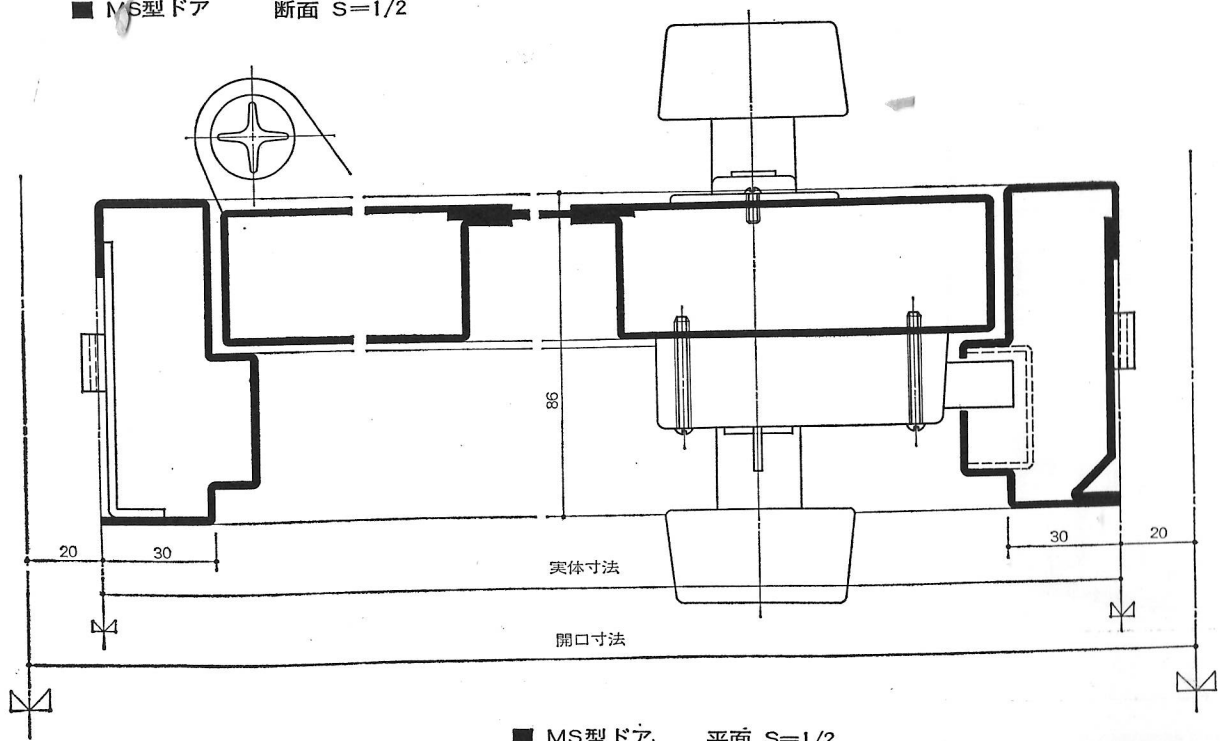 ■ MS型ドア 断面 S=1/2
86
20 30 30 20
実体寸法
開口寸法
■ MS型ドア 平面 S=1/2